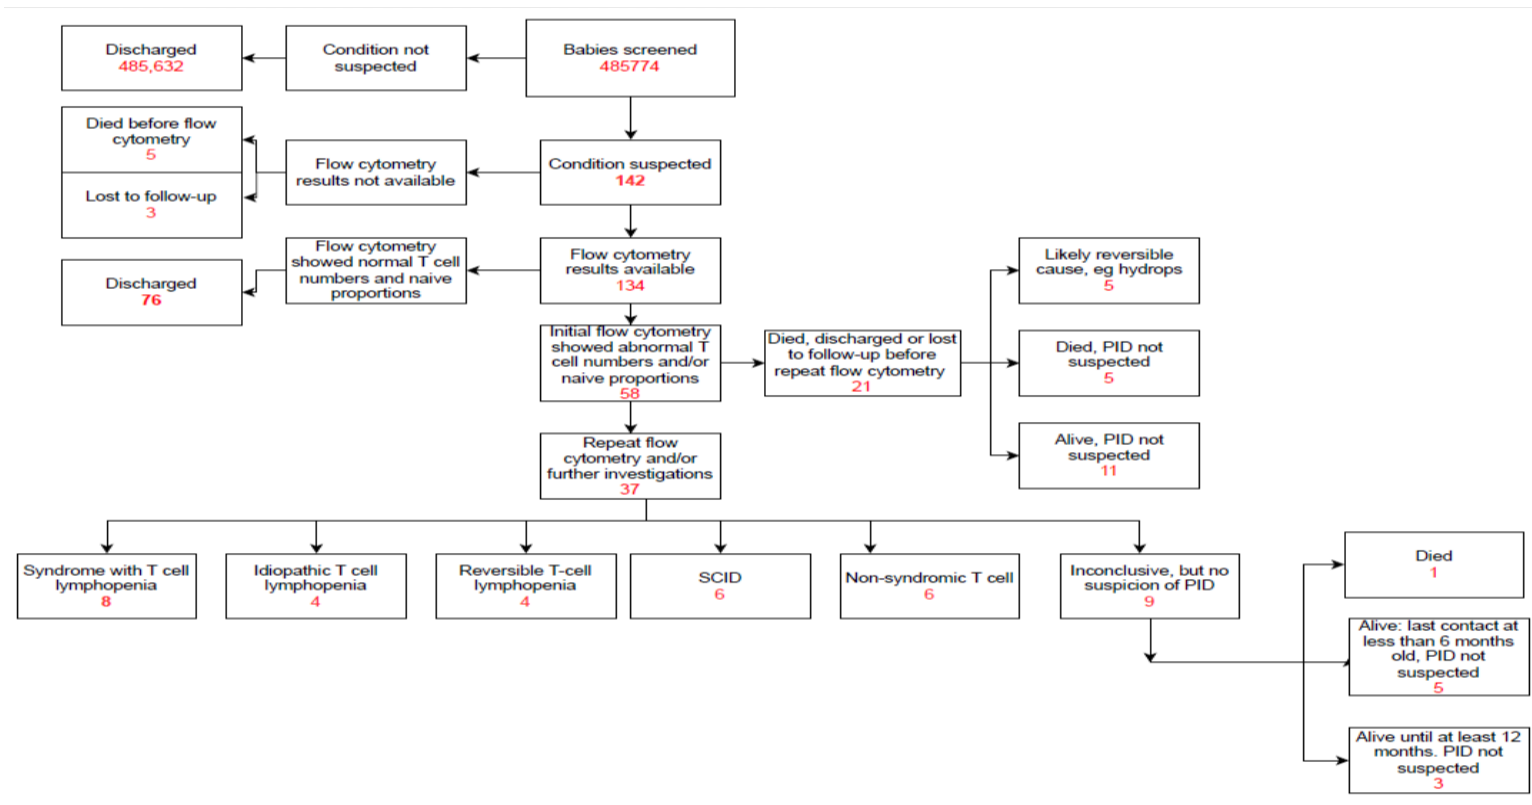 Discharged
485,632
Condition not
suspected
Babies screened
485774
Died before flow
cytometry
5
Lost to follow-up
3
Flow cytometry
results not available
Condition suspected
142
Discharged
76
Flow cytometry
showed normal T cell
numbers and naive
proportions
Flow cytometry
results available
134
Likely reversible
cause, eg hydrops
5
Initial flow cytometry
showed abnormal T
cell numbers and/or
naive proportions
58
Died, discharged or lost
to follow-up before
repeat flow cytometry
21
Died, PID not
suspected
5
Alive, PID not
suspected
11
Repeat flow
cytometry and/or
further investigations
37
Syndrome with T cell
lymphopenia
8
Idiopathic T cell
lymphopenia
4
Reversible T-cell
lymphopenia
4
SCID
6
Non-syndromic T cell
6
Inconclusive, but no
suspicion of PID
9
Died
1
Alive: last contact at
less than 6 months
old, PID not
suspected
5
Alive until at least 12
months. PID not
suspected
3